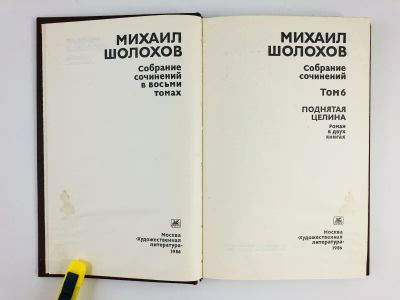 МИХАИЛ
ШОЛОХОВ
Собрание
сочинений
в восьми
томах
Москва
«Художественная
литература»
1986
МИХАИЛ
ШОЛОХОВ
Собрание
сочинений
Том 6
ПОДНЯТАЯ
ЦЕЛИНА
Роман
в двух
книгах
Москва
«Художественная
литература»
1986